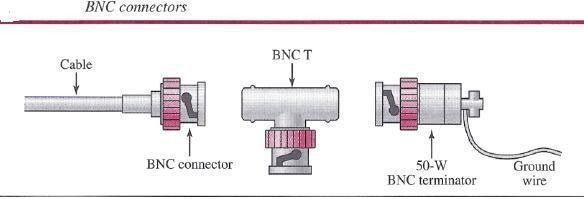 BNC connectors
Cable
BNC T
BNC connector
50-W
BNC terminator
Ground
wire